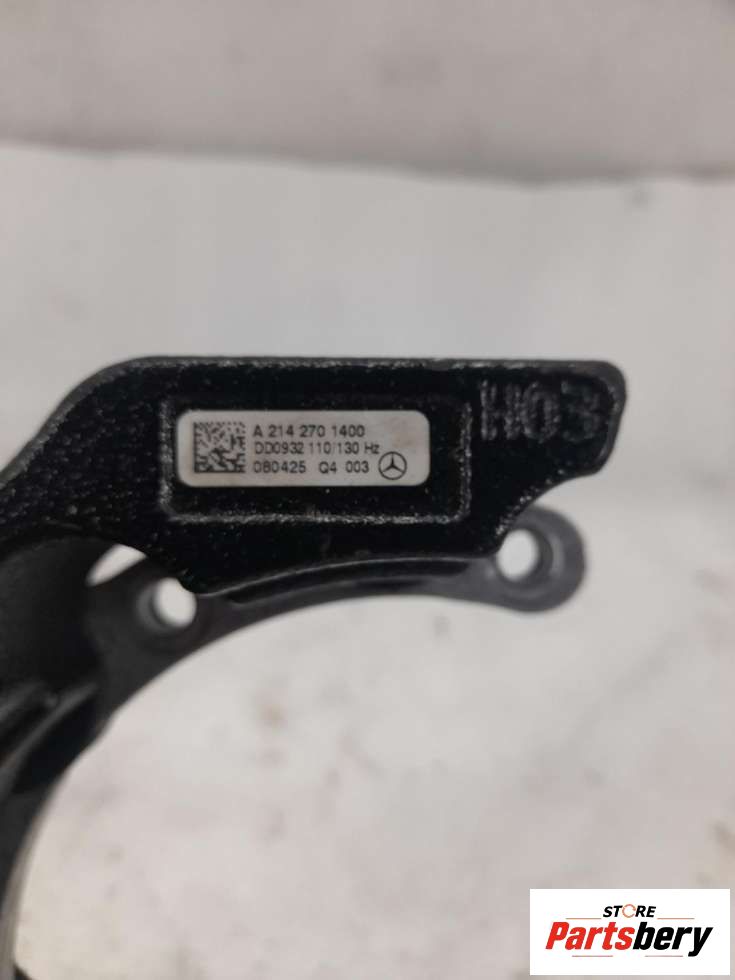 H03
A 214 270 1400
DD0932 110/130 Hz
080425 Q4 003
STORE
Partsbery